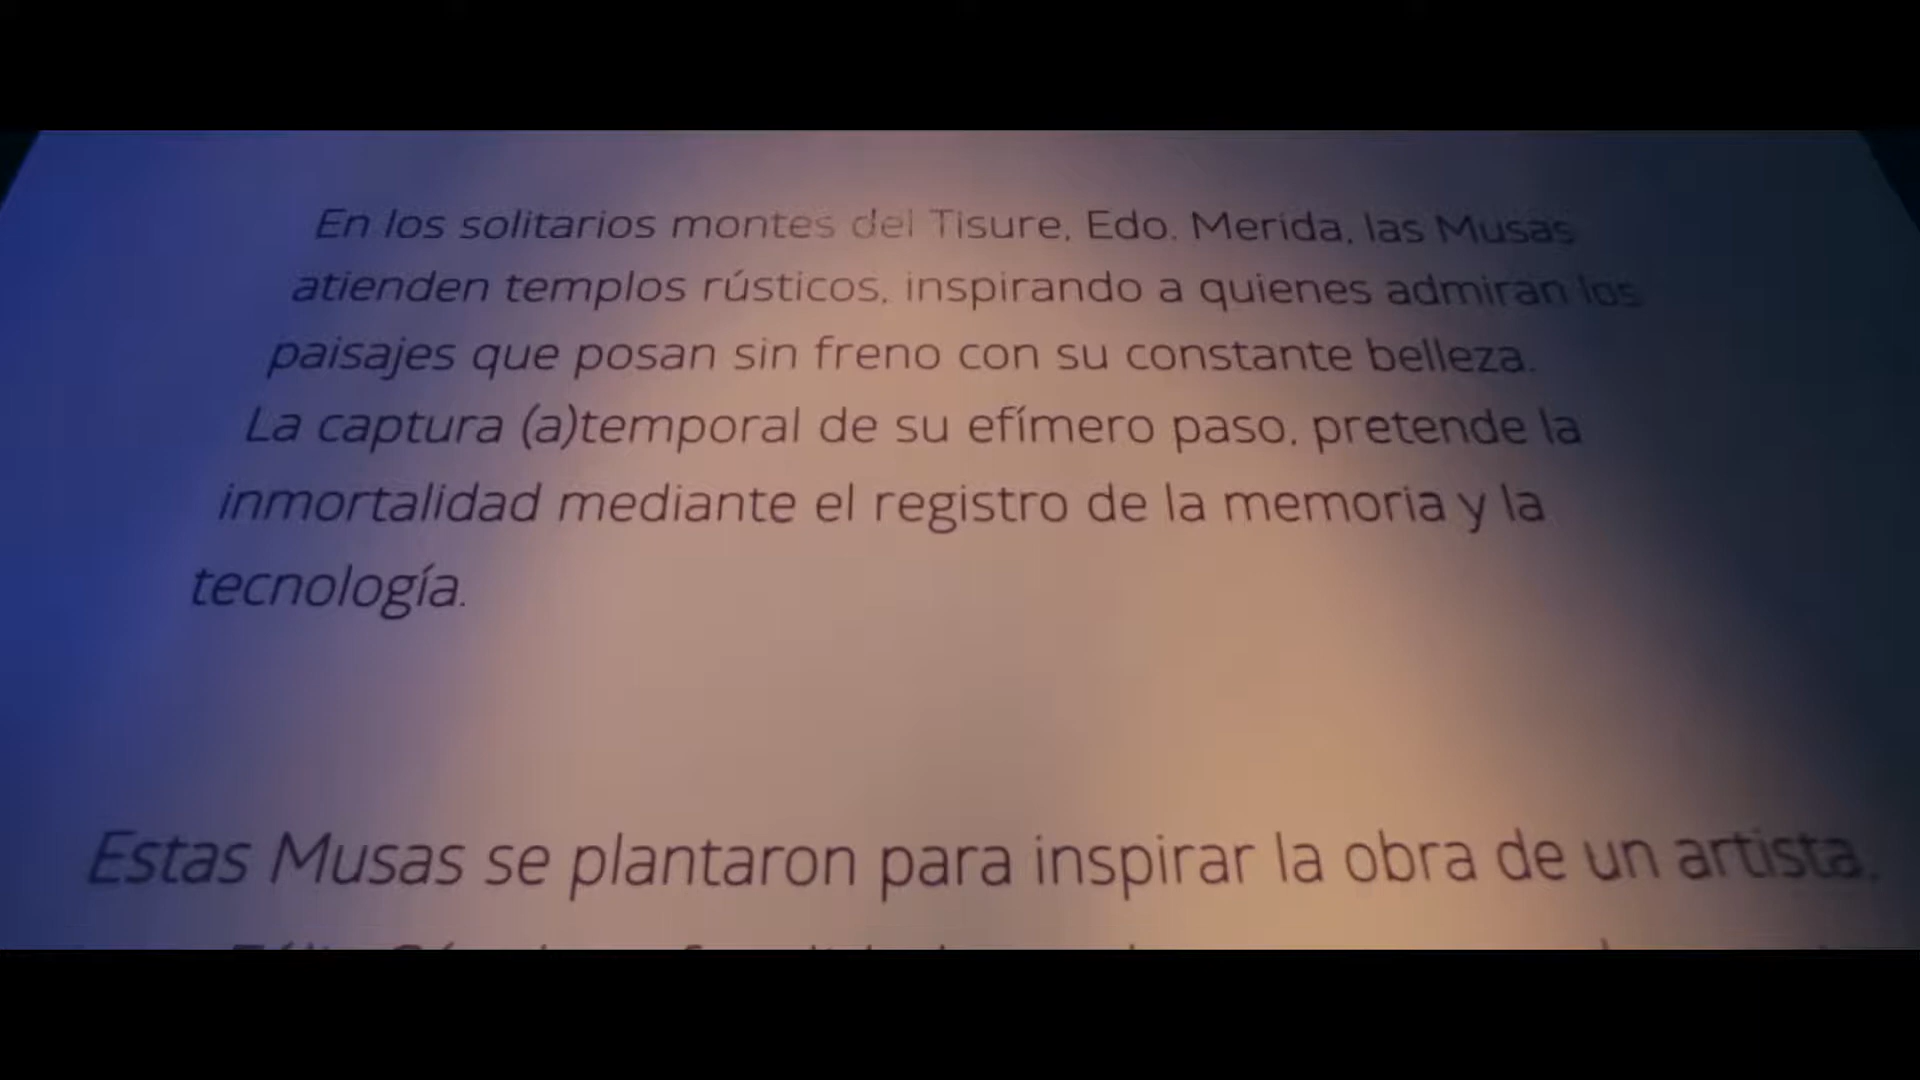 En los solitarios montes del Tisure, Edo. Merida, las Musas
atienden templos rústicos, inspirando a quienes admiran los
paisajes que posan sin freno con su constante belleza.
La captura (a)temporal de su efímero paso, pretende la
inmortalidad mediante el registro de la memoria y la
tecnología.
Estas Musas se plantaron para inspirar la obra de un artista,